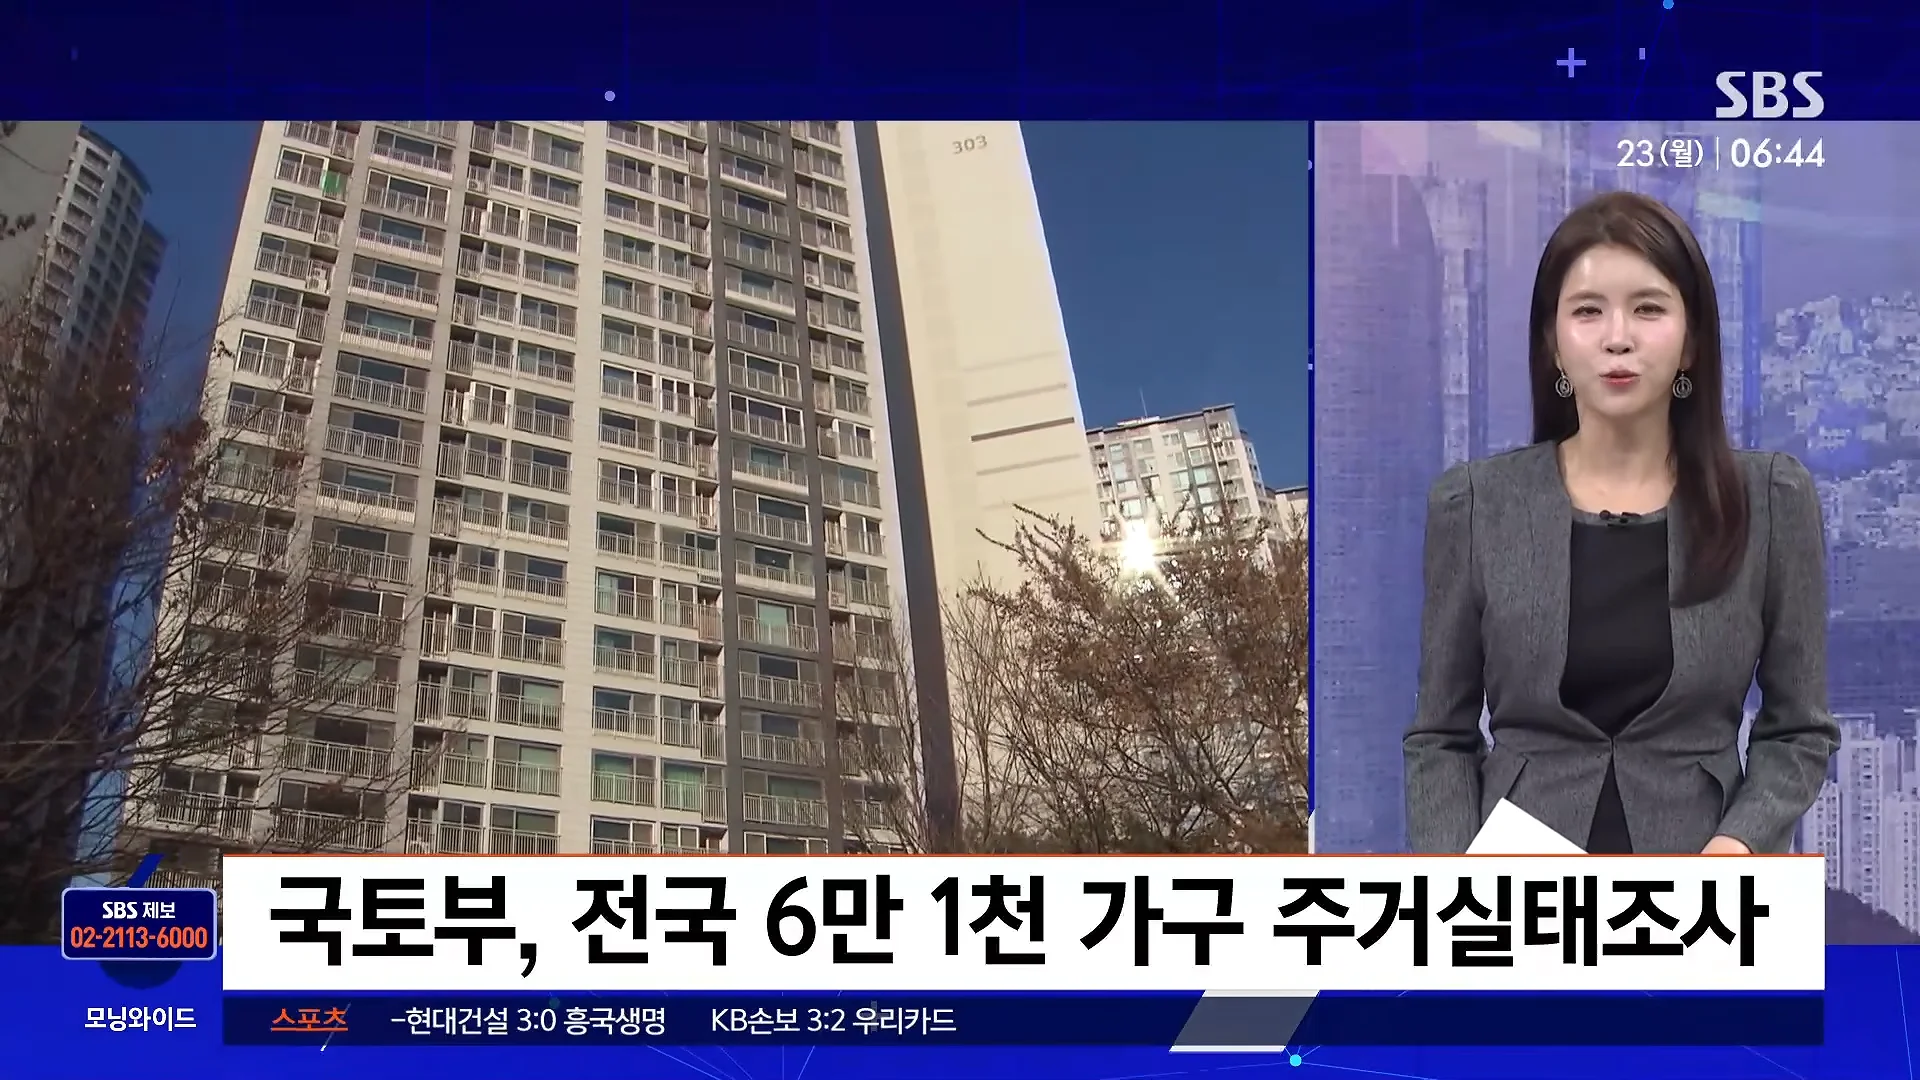 SBS
23(월) | 06:44
303
국토부, 전국 6만 1천 가구 주거실태조사
SBS 제보
02-2113-6000
모닝와이드
스포츠 -현대건설 3:0 흥국생명 KB손보 3:2 우리카드